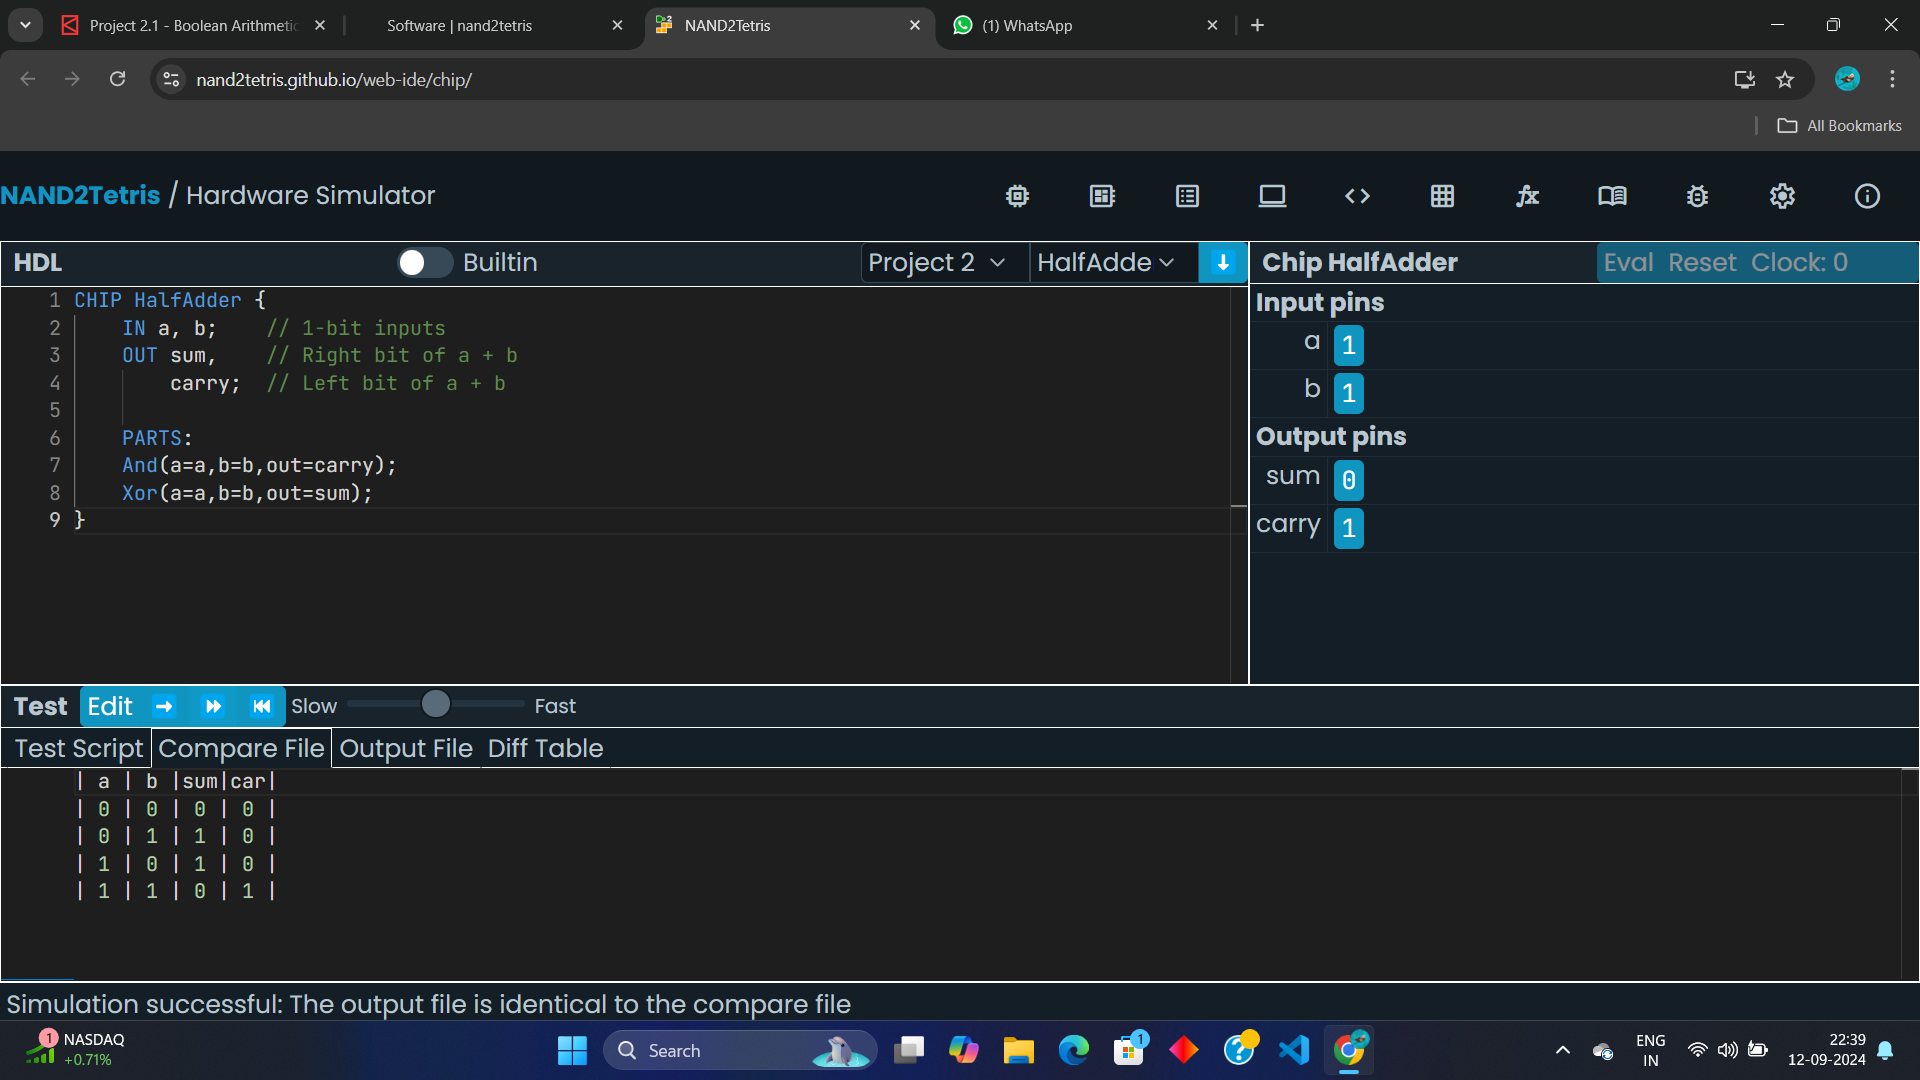 Project 2.1 - Boolean Arithmetic
Software | nand2tetris
NAND2Tetris
(1) WhatsApp
nand2tetris.github.io/web-ide/chip/
All Bookmarks
NAND2Tetris / Hardware Simulator
HDL
Builtin
Project 2
HalfAdde
Chip HalfAdder
Eval Reset Clock: 0
1 CHIP HalfAdder {
2 IN a, b; // 1-bit inputs
3 OUT sum, // Right bit of a + b
4 carry; // Left bit of a + b
5
6 PARTS:
7 And(a=a,b=b,out=carry);
8 Xor(a=a,b=b,out=sum);
9 }
Input pins
a 1
b 1
Output pins
sum 0
carry 1
Test Edit Slow Fast
Test Script Compare File Output File Diff Table
| a | b |sum|car|
| 0 | 0 | 0 | 0 |
| 0 | 1 | 1 | 0 |
| 1 | 0 | 1 | 0 |
| 1 | 1 | 0 | 1 |
Simulation successful: The output file is identical to the compare file
1
NASDAQ
+0.71%
Search
1
ENG
IN
22:39
12-09-2024